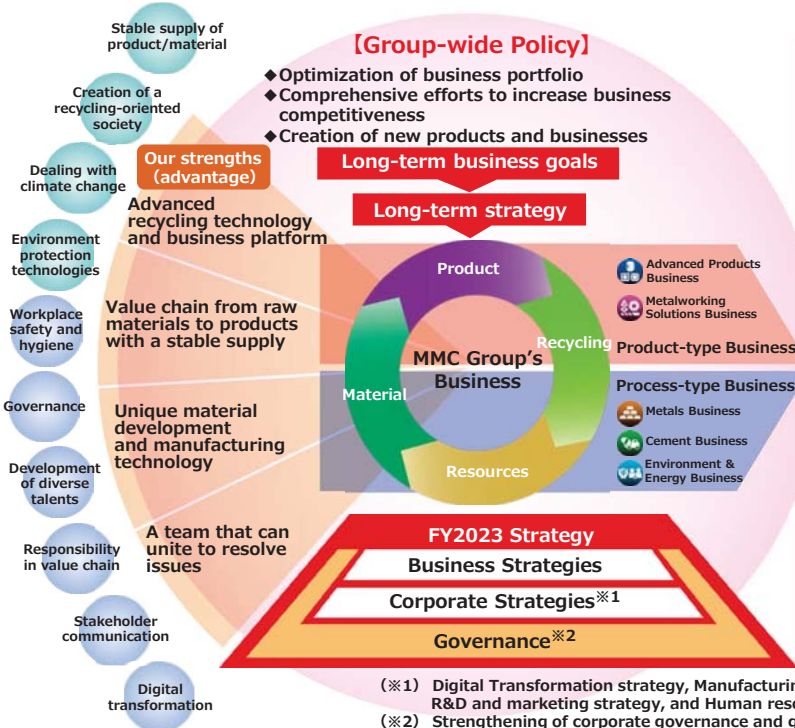 Stable supply of
product/material
Creation of a
recycling-oriented
society
Dealing with
climate change
Environment
protection
technologies
Workplace
safety and
hygiene
Governance
Development
of diverse
talents
Responsibility
in value chain
Stakeholder
communication
Digital
transformation
【Group-wide Policy】
◆Optimization of business portfolio
◆Comprehensive efforts to increase business
competitiveness
◆Creation of new products and businesses
Long-term business goals
Long-term strategy
Our strengths
(advantage)
Advanced
recycling technology
and business platform
Value chain from raw
materials to products
with a stable supply
Unique material
development
and manufacturing
technology
A team that can
unite to resolve
issues
Product
Recycling
Resources
Material
MMC Group's
Business
Advanced Products
Business
Metalworking
Solutions Business
Product-type Business
Process-type Business
Metals Business
Cement Business
Environment &
Energy Business
FY2023 Strategy
Business Strategies
Corporate Strategies※1
Governance※2
(※1) Digital Transformation strategy, Manufacturin
R&D and marketing strategy, and Human reso
(※2) Strengthening of corporate governance and